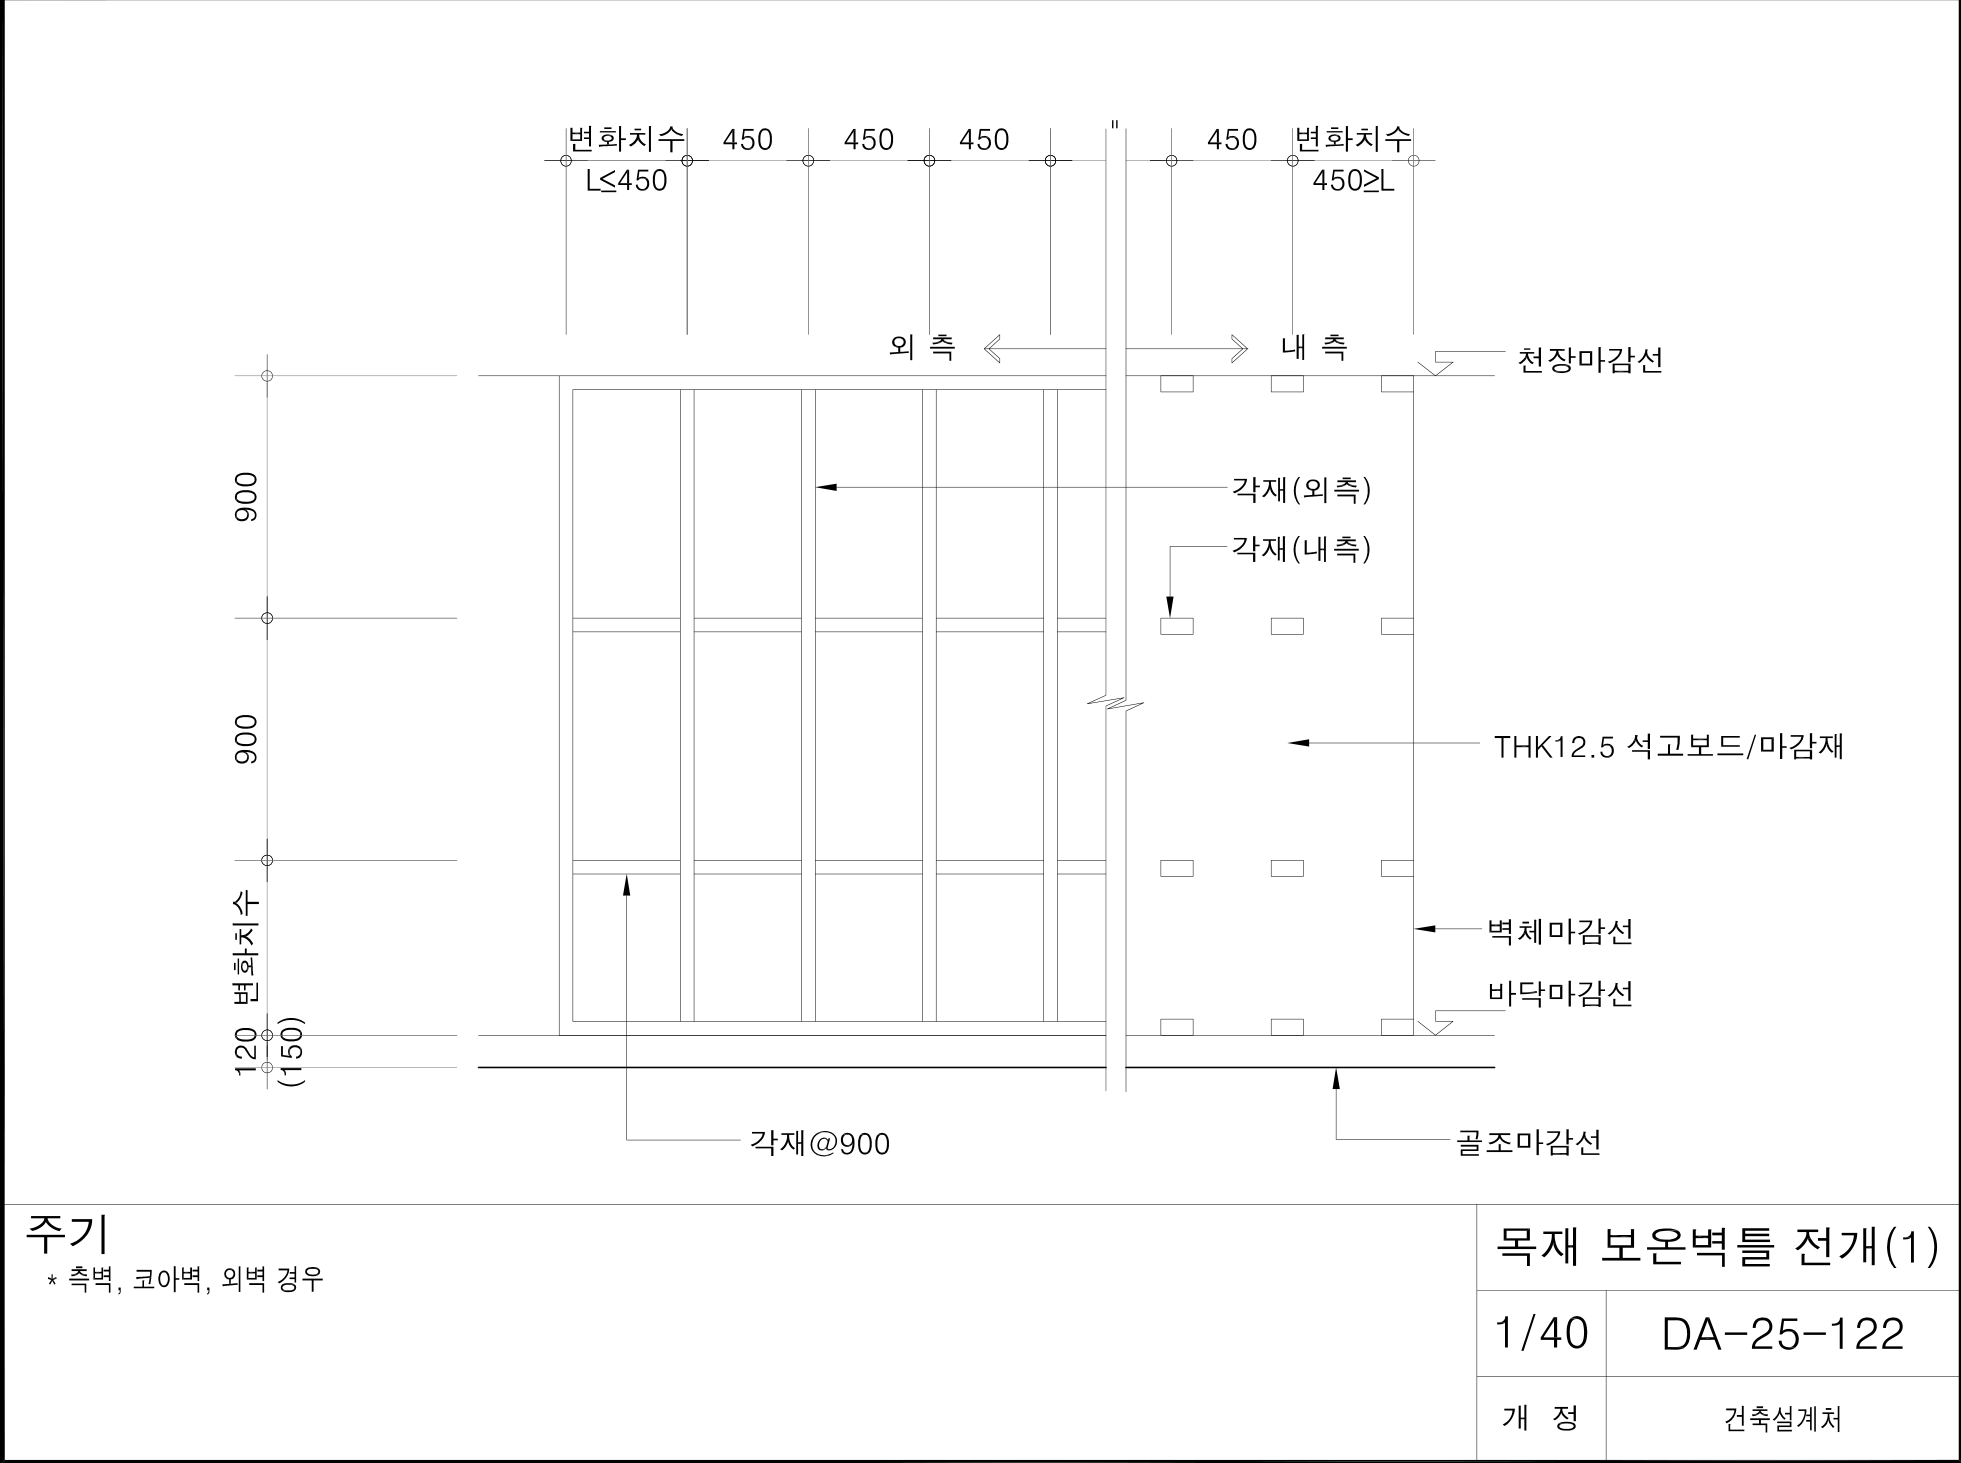 변화치수 450 450 450 " 450 변화치수
L≤450 450≥L
외 측 내 측
천장마감선
900
각재(외측)
각재(내측)
900
THK12.5 석고보드/마감재
변화치수
벽체마감선
바닥마감선
120
(150)
각재@900
골조마감선
주기
* 측벽, 코아벽, 외벽 경우
목재 보온벽틀 전개(1)
1/40 DA-25-122
개 정 건축설계처